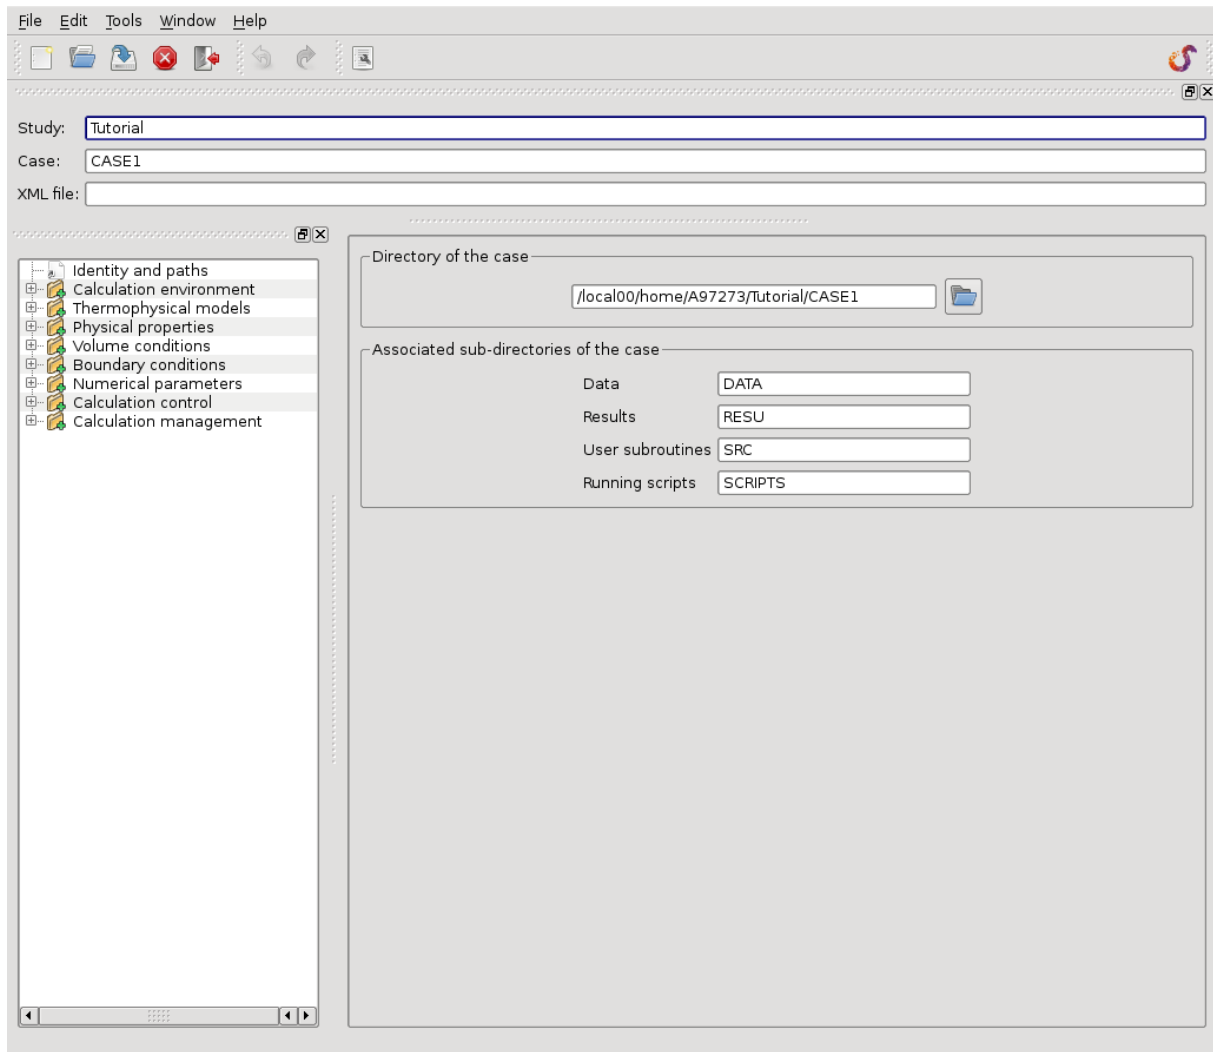 File Edit Tools Window Help
Study: Tutorial
Case: CASE1
XML file:
Identity and paths
Calculation environment
Thermophysical models
Physical properties
Volume conditions
Boundary conditions
Numerical parameters
Calculation control
Calculation management
Directory of the case
/local00/home/A97273/Tutorial/CASE1
Associated sub-directories of the case
Data DATA
Results RESU
User subroutines SRC
Running scripts SCRIPTS